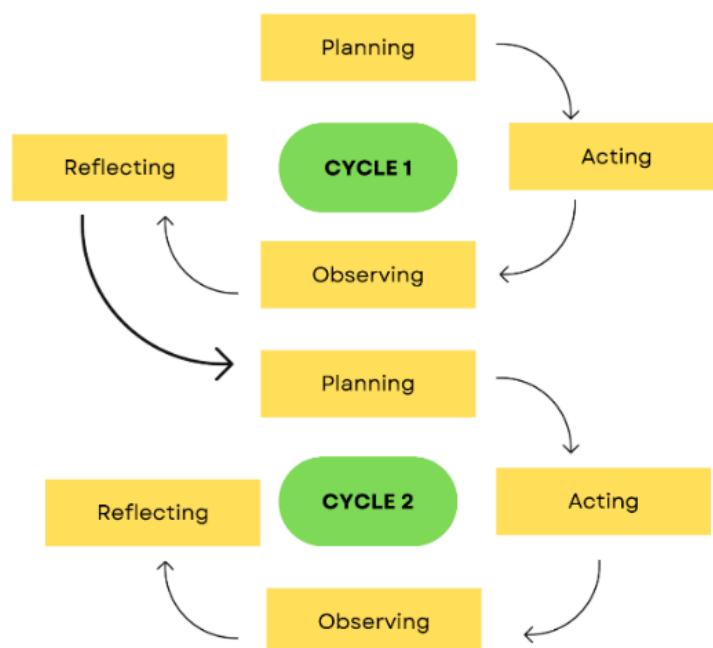 Planning
Acting
CYCLE 1
Reflecting
Observing
Planning
Acting
CYCLE 2
Reflecting
Observing